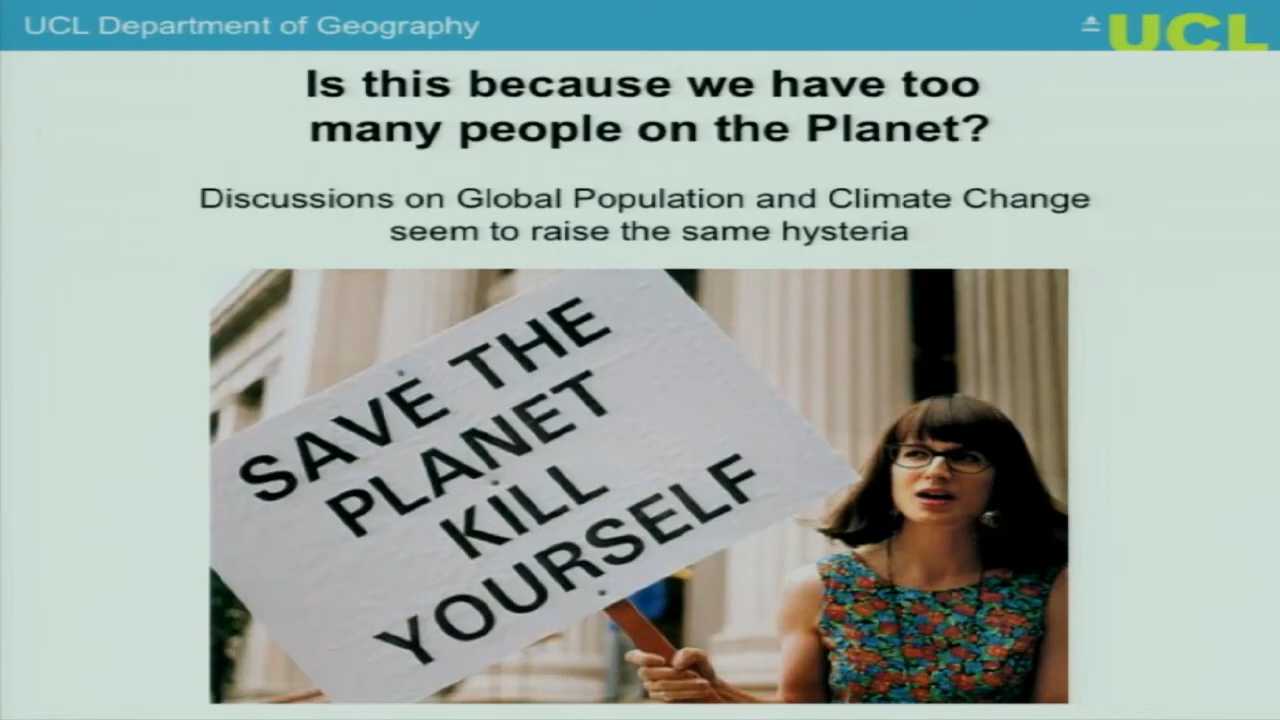 UCL Department of Geography
UCL
Is this because we have too
many people on the Planet?
Discussions on Global Population and Climate Change
seem to raise the same hysteria
SAVE THE
PLANET
KILL
YOURSELF